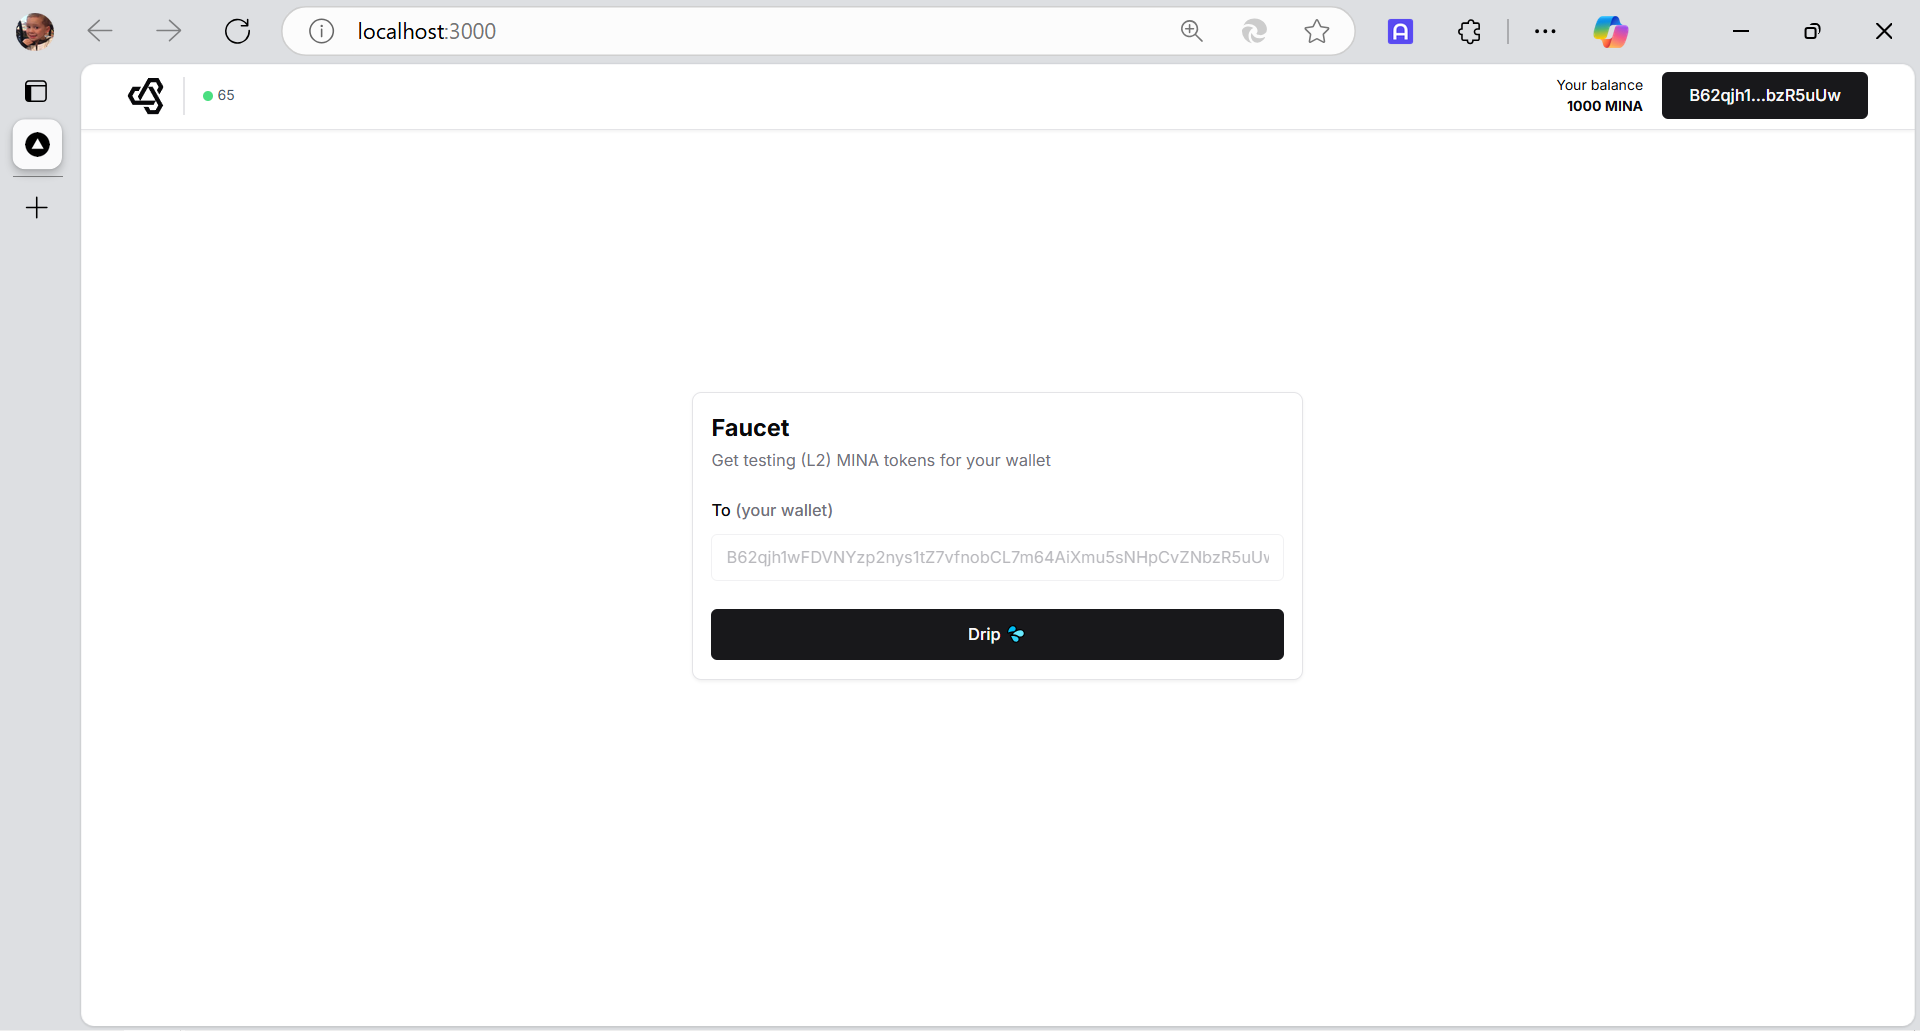 localhost:3000
65
Your balance
1000 MINA
B62qjh1...bzR5uUw
Faucet
Get testing (L2) MINA tokens for your wallet
To (your wallet)
B62qjh1wFDVNYzp2nys1tZ7vfnobCL7m64AiXmu5sNHpCvZNbzR5uUw
Drip